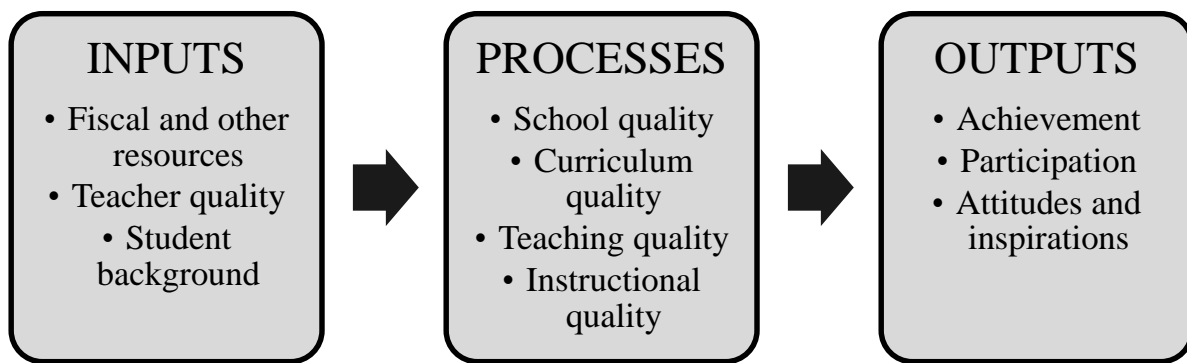 INPUTS
• Fiscal and other
resources
• Teacher quality
• Student
background
PROCESSES
• School quality
• Curriculum
quality
• Teaching quality
• Instructional
quality
OUTPUTS
• Achievement
• Participation
• Attitudes and
inspirations